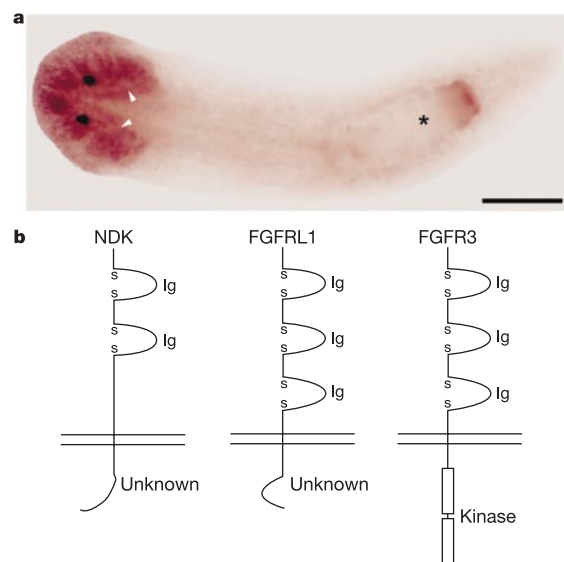 a
*
b
NDK FGFRL1 FGFR3
S S S
Ig Ig Ig
S S S
S S S
Ig Ig Ig
S S S
S S
Ig Ig
S S
Unknown Unknown
Kinase